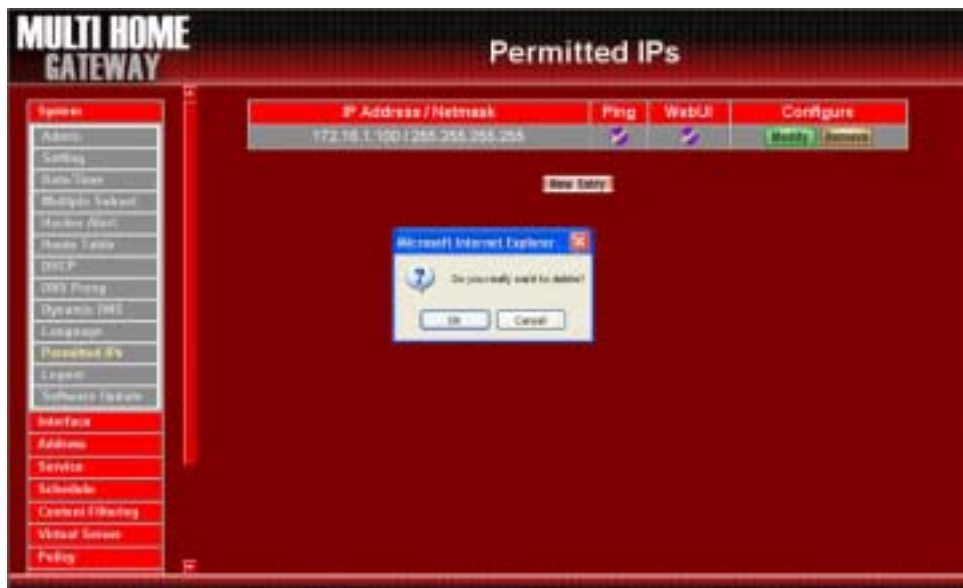 MULTI HOME
GATEWAY
Permitted IPs
System
Admin
Setting
Date/Time
Multiple Subnet
Hacker Alert
Route Table
DHCP
DNS Proxy
Dynamic DNS
Language
Permitted IPs
Logout
Software Update
Interface
Address
Service
Schedule
Content Filtering
Virtual Server
Policy
IP Address / Netmask Ping WebUI Configure
172.16.1.100 / 255.255.255.255 Modify Remove
New Entry
Microsoft Internet Explorer
Do you really want to delete?
OK Cancel